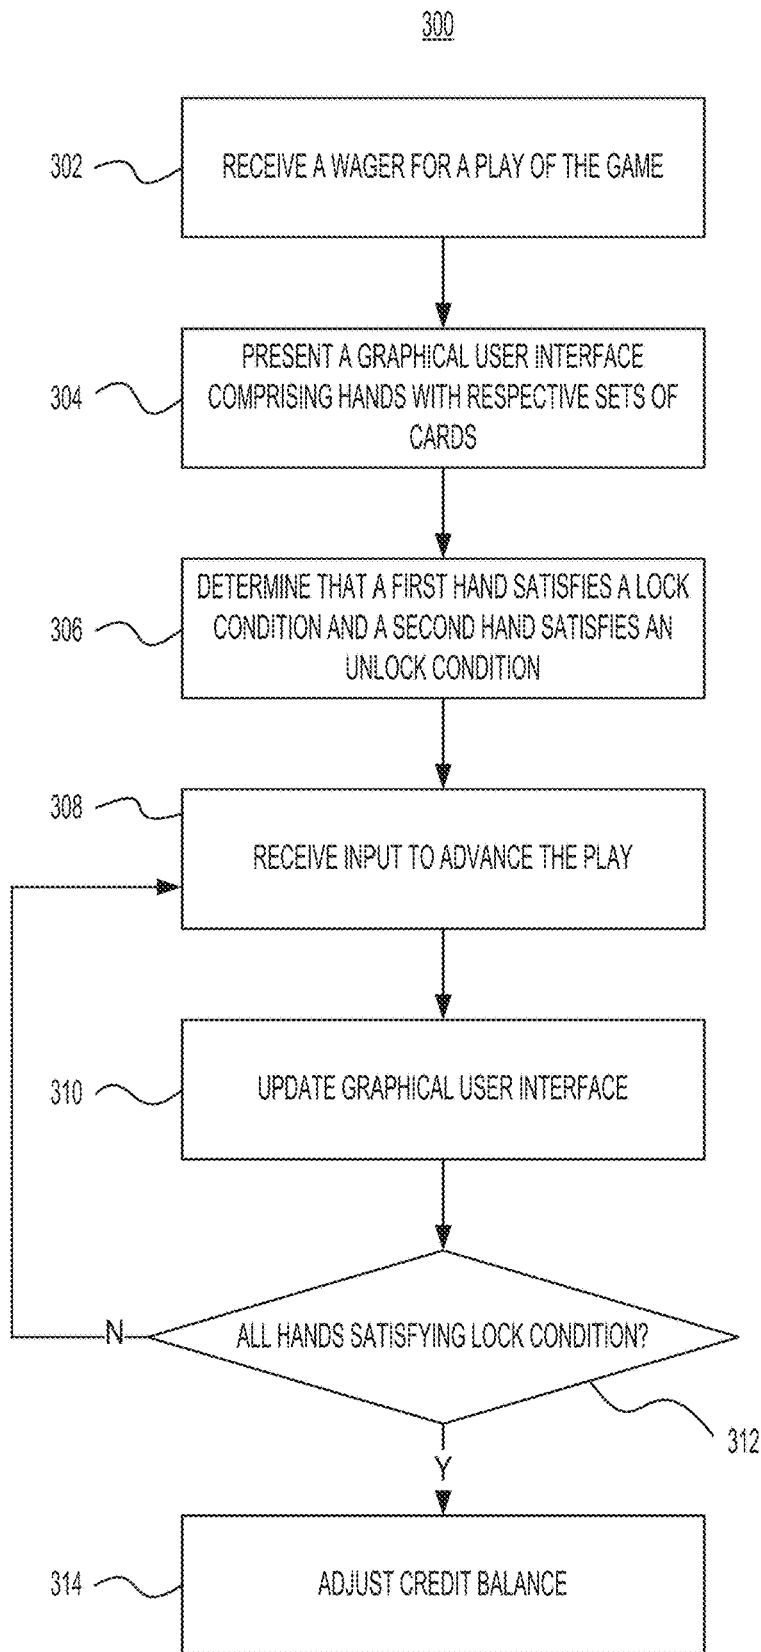 300
302
RECEIVE A WAGER FOR A PLAY OF THE GAME
304
PRESENT A GRAPHICAL USER INTERFACE
COMPRISING HANDS WITH RESPECTIVE SETS OF
CARDS
306
DETERMINE THAT A FIRST HAND SATISFIES A LOCK
CONDITION AND A SECOND HAND SATISFIES AN
UNLOCK CONDITION
308
RECEIVE INPUT TO ADVANCE THE PLAY
310
UPDATE GRAPHICAL USER INTERFACE
N
ALL HANDS SATISFYING LOCK CONDITION?
312
Y
314
ADJUST CREDIT BALANCE